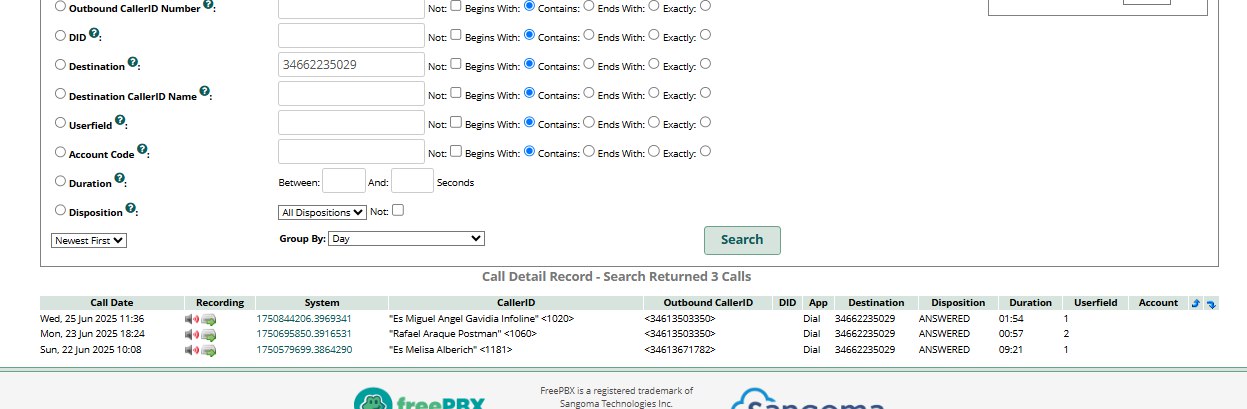 Outbound CallerID Number ?: Not: Begins With: Contains: Ends With: Exactly:
DID ?: Not: Begins With: Contains: Ends With: Exactly:
Destination ?: 34662235029 Not: Begins With: Contains: Ends With: Exactly:
Destination CallerID Name ?: Not: Begins With: Contains: Ends With: Exactly:
Userfield ?: Not: Begins With: Contains: Ends With: Exactly:
Account Code ?: Not: Begins With: Contains: Ends With: Exactly:
Duration ?: Between: And: Seconds
Disposition ?: All Dispositions Not:
Newest First Group By: Day Search
Call Detail Record - Search Returned 3 Calls
Call Date Recording System CallerID Outbound CallerID DID App Destination Disposition Duration Userfield Account
Wed, 25 Jun 2025 11:36 1750844206.3969341 "Es Miguel Angel Gavidia Infoline" <1020> <34613503350> Dial 34662235029 ANSWERED 01:54 1
Mon, 23 Jun 2025 18:24 1750695850.3916531 "Rafael Araque Postman" <1060> <34613503350> Dial 34662235029 ANSWERED 00:57 2
Sun, 22 Jun 2025 10:08 1750579699.3864290 "Es Melisa Alberich" <1181> <34613671782> Dial 34662235029 ANSWERED 09:21 1
freePBX
FreePBX is a registered trademark of
Sangoma Technologies Inc.
Sangoma